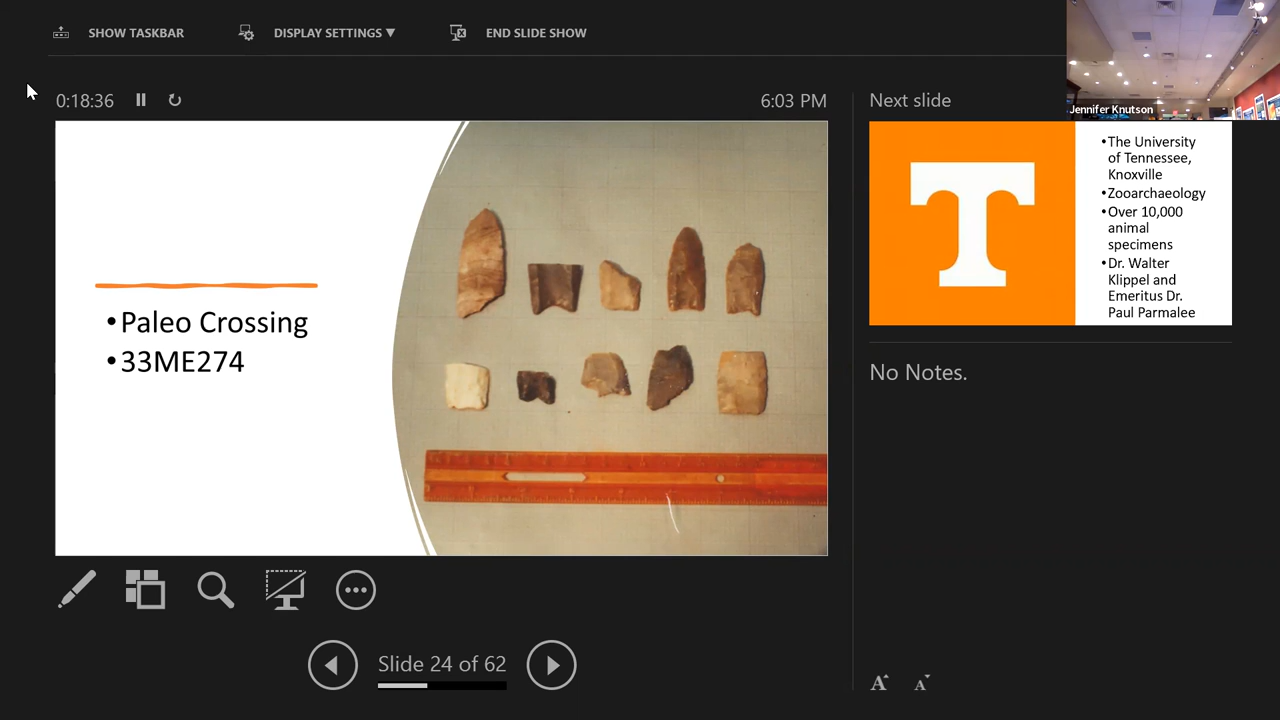 SHOW TASKBAR
DISPLAY SETTINGS ▼
END SLIDE SHOW
Jennifer Knutson
0:18:36
6:03 PM
Next slide
•Paleo Crossing
•33ME274
T
•The University
of Tennessee,
Knoxville
•Zooarchaeology
•Over 10,000
animal
specimens
•Dr. Walter
Klippel and
Emeritus Dr.
Paul Parmalee
No Notes.
Slide 24 of 62
A A